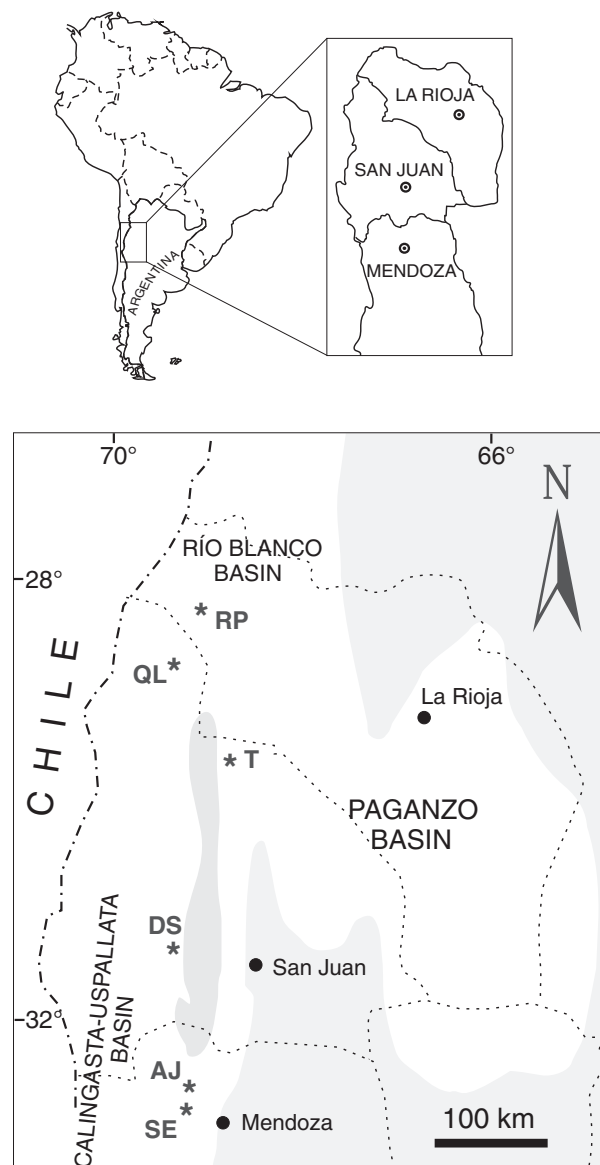 LA RIOJA
SAN JUAN
MENDOZA
ARGENTINA
70°
66°
N
RÍO BLANCO
BASIN
28°
RP
CHILE
QL
La Rioja
T
PAGANZO
BASIN
DS
San Juan
32°
CALINGASTA-USPALLATA
BASIN
AJ
SE
Mendoza
100 km